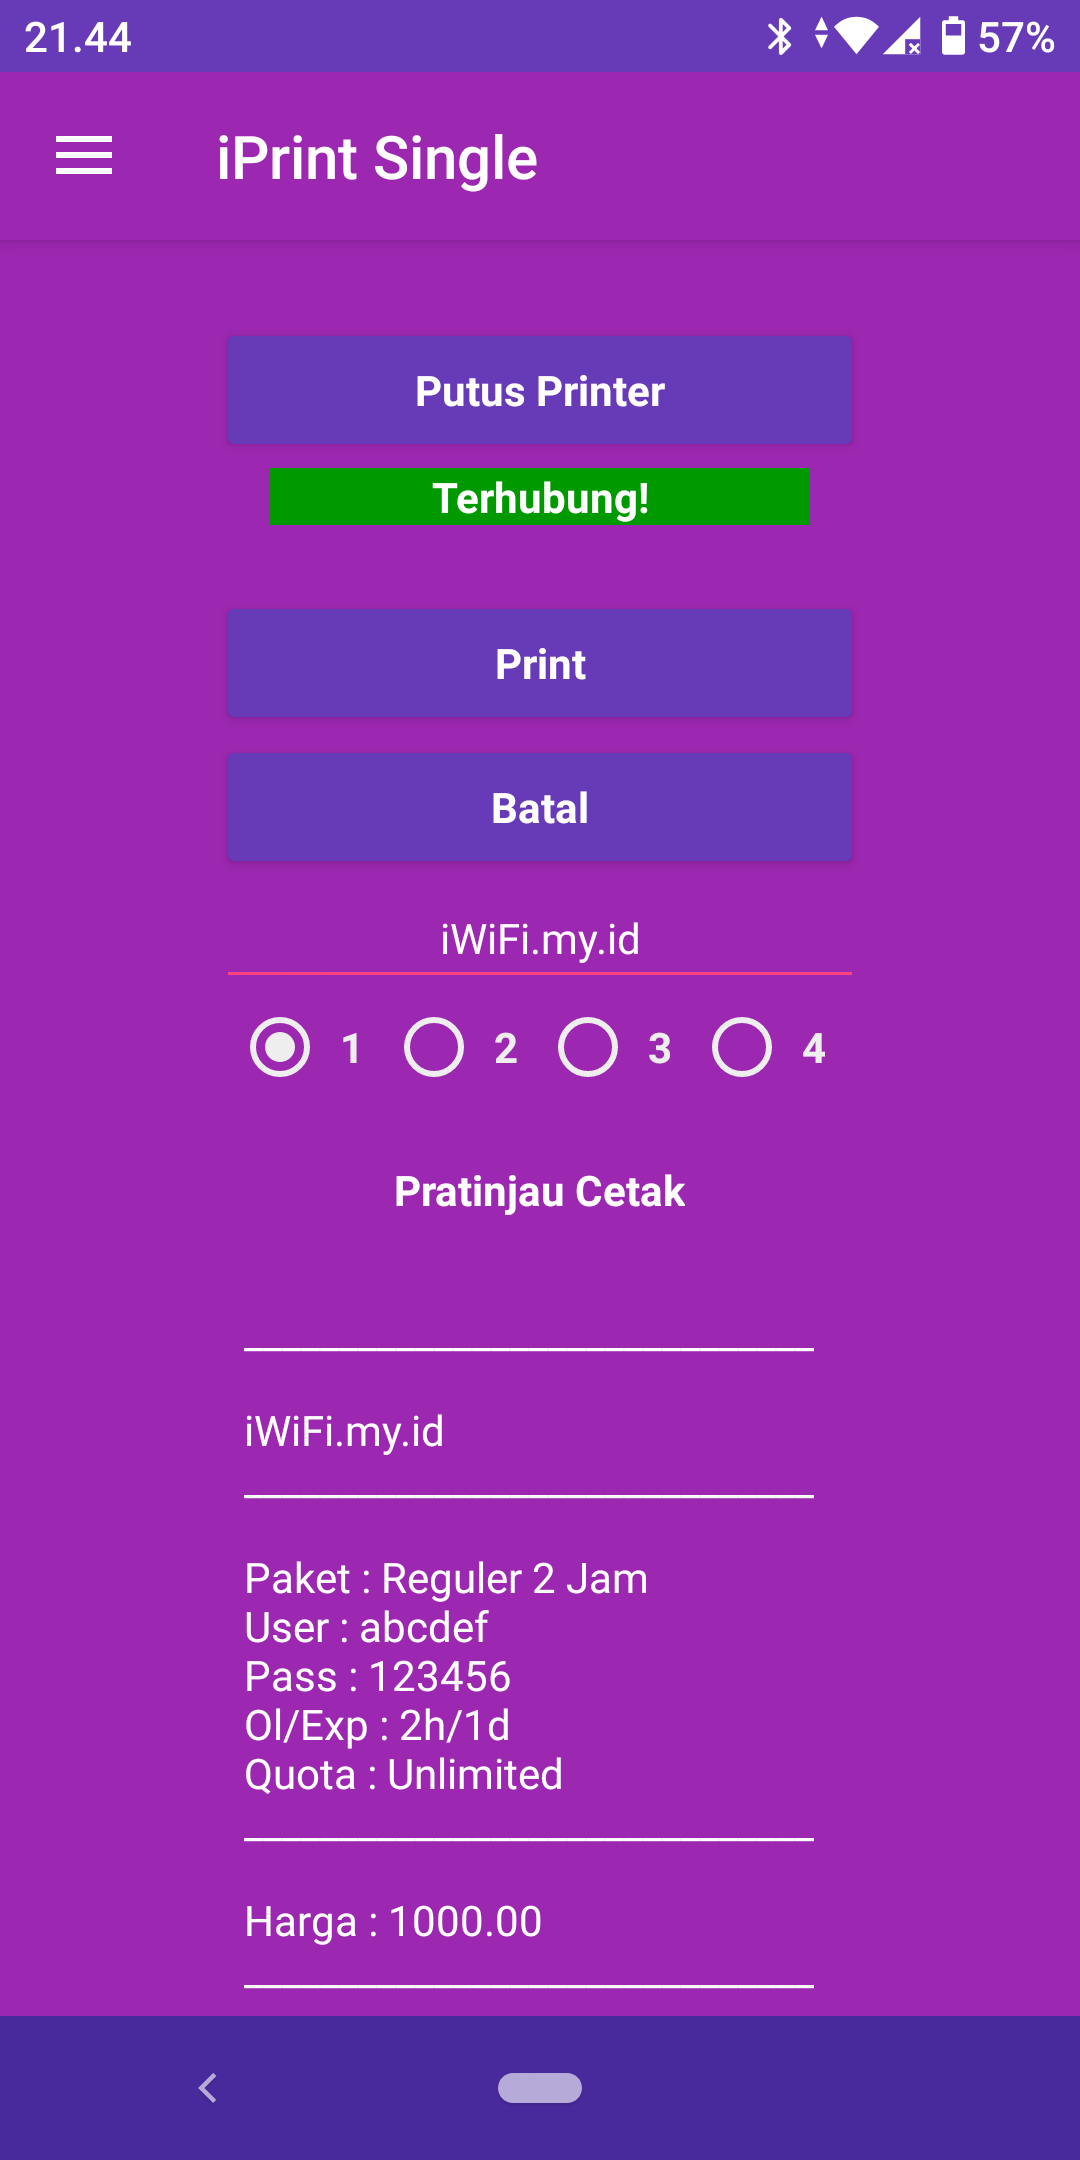 21.44 57%
iPrint Single
Putus Printer
Terhubung!
Print
Batal
iWiFi.my.id
1 2 3 4
Pratinjau Cetak
iWiFi.my.id
Paket : Reguler 2 Jam
User : abcdef
Pass : 123456
Ol/Exp : 2h/1d
Quota : Unlimited
Harga : 1000.00